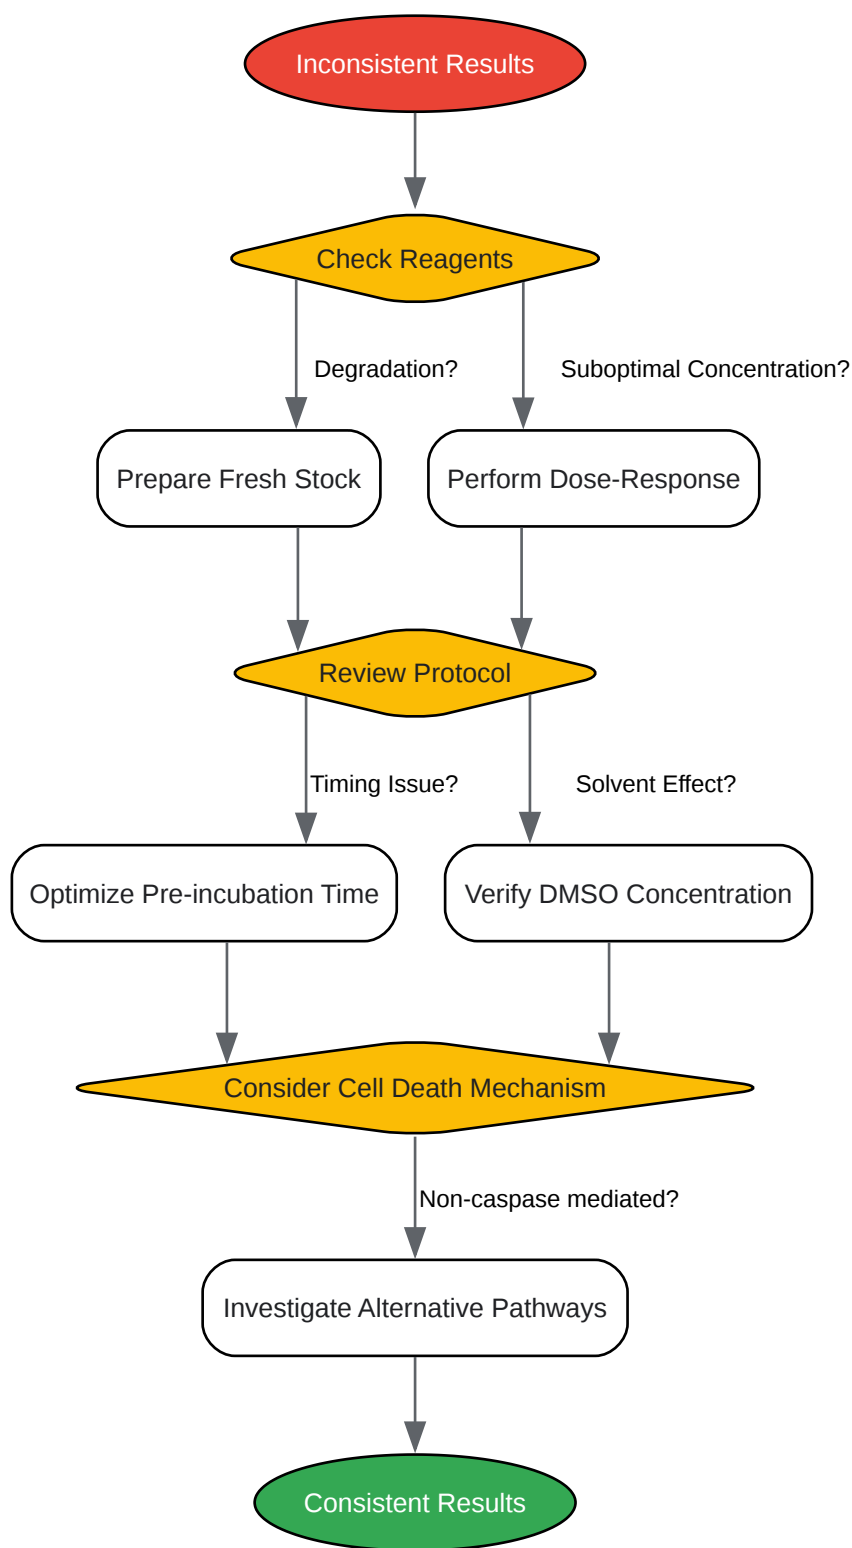 Inconsistent Results
Check Reagents
Degradation?
Suboptimal Concentration?
Prepare Fresh Stock
Perform Dose-Response
Review Protocol
Timing Issue?
Solvent Effect?
Optimize Pre-incubation Time
Verify DMSO Concentration
Consider Cell Death Mechanism
Non-caspase mediated?
Investigate Alternative Pathways
Consistent Results